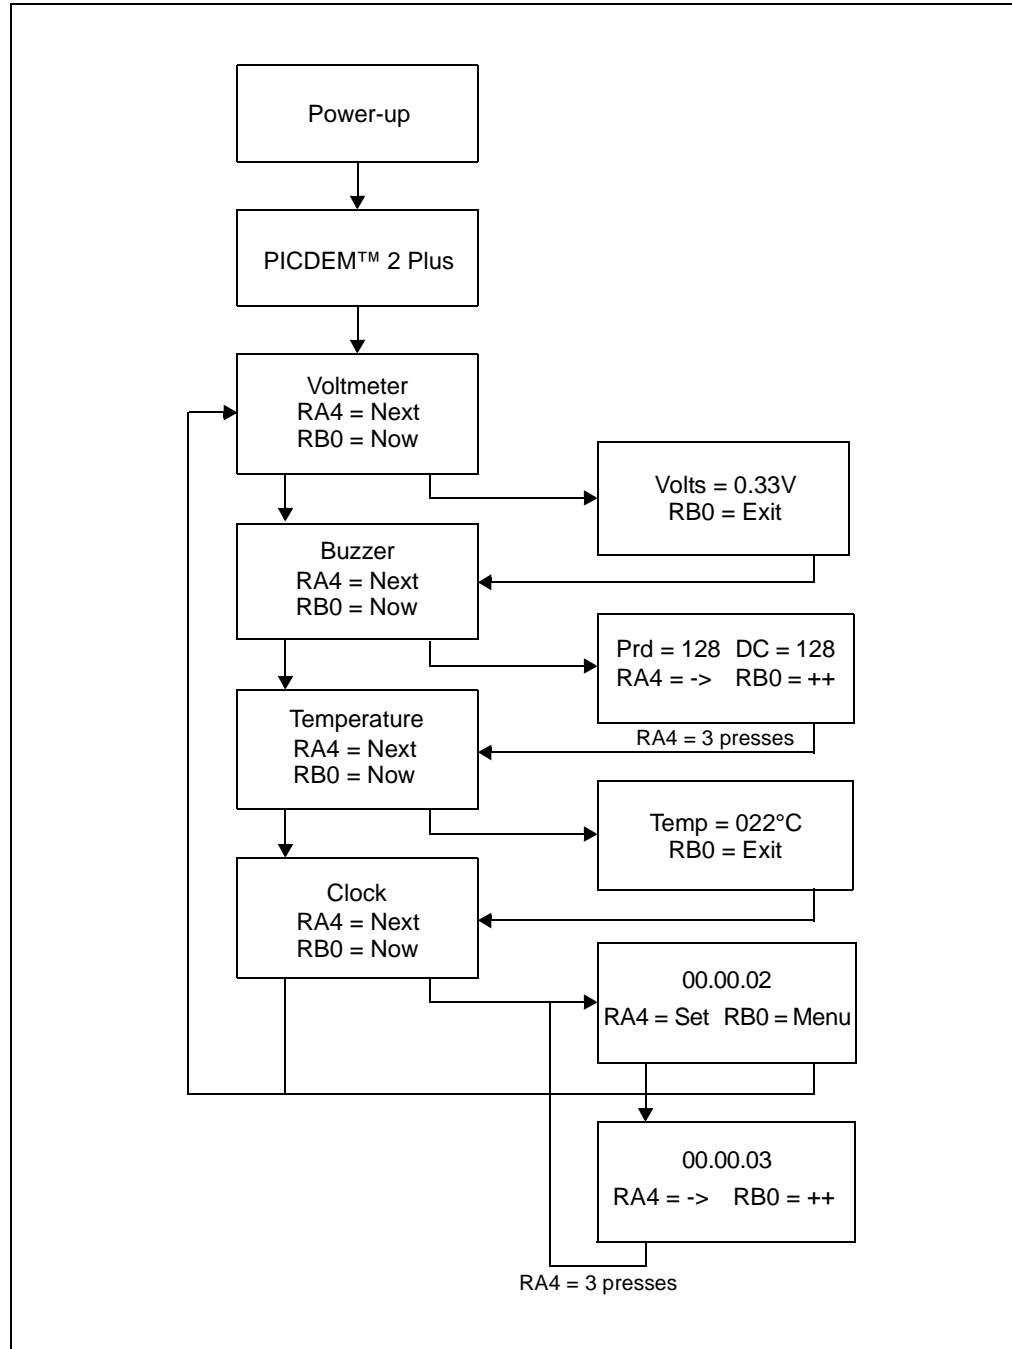 Power-up
PICDEM™ 2 Plus
Voltmeter
RA4 = Next
RB0 = Now
Volts = 0.33V
RB0 = Exit
Buzzer
RA4 = Next
RB0 = Now
Prd = 128 DC = 128
RA4 = -> RB0 = ++
RA4 = 3 presses
Temperature
RA4 = Next
RB0 = Now
Temp = 022°C
RB0 = Exit
Clock
RA4 = Next
RB0 = Now
00.00.02
RA4 = Set RB0 = Menu
00.00.03
RA4 = -> RB0 = ++
RA4 = 3 presses